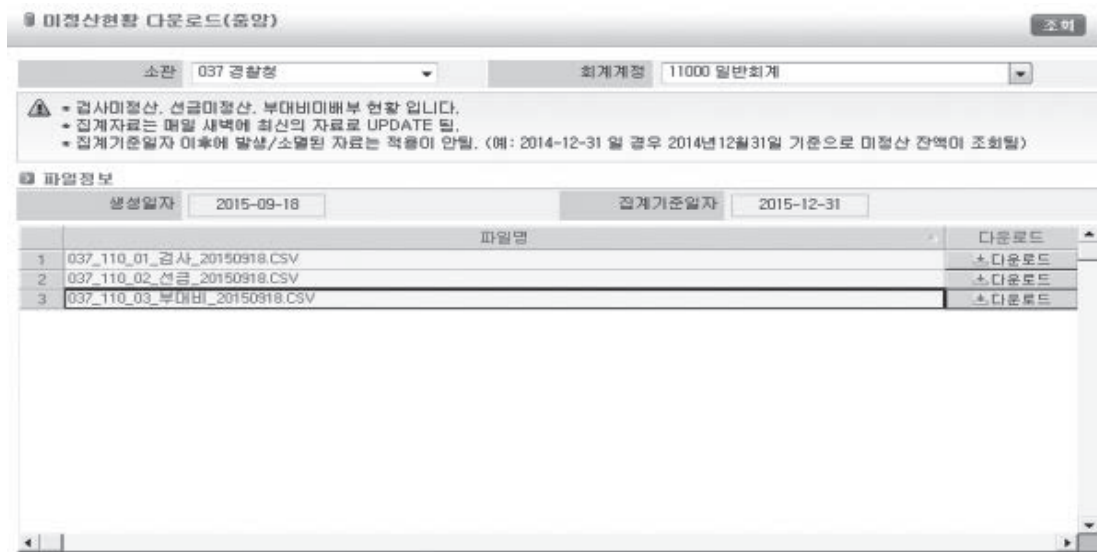 미정산현황 다운로드(중앙)
조회
소관 037 경찰청 회계계정 11000 일반회계
* 검사미정산, 선금미정산, 부대비미배부 현황 입니다.
* 집계자료는 매일 새벽에 최신의 자료로 UPDATE 됨.
* 집계기준일자 이후에 발생/소멸된 자료는 적용이 안됨. (예: 2014-12-31 일 경우 2014년12월31일 기준으로 미정산 잔액이 조회됨)
파일정보
생성일자 2015-09-18 집계기준일자 2015-12-31
파일명 다운로드
1 037_110_01_검사_20150918.CSV 다운로드
2 037_110_02_선금_20150918.CSV 다운로드
3 037_110_03_부대비_20150918.CSV 다운로드